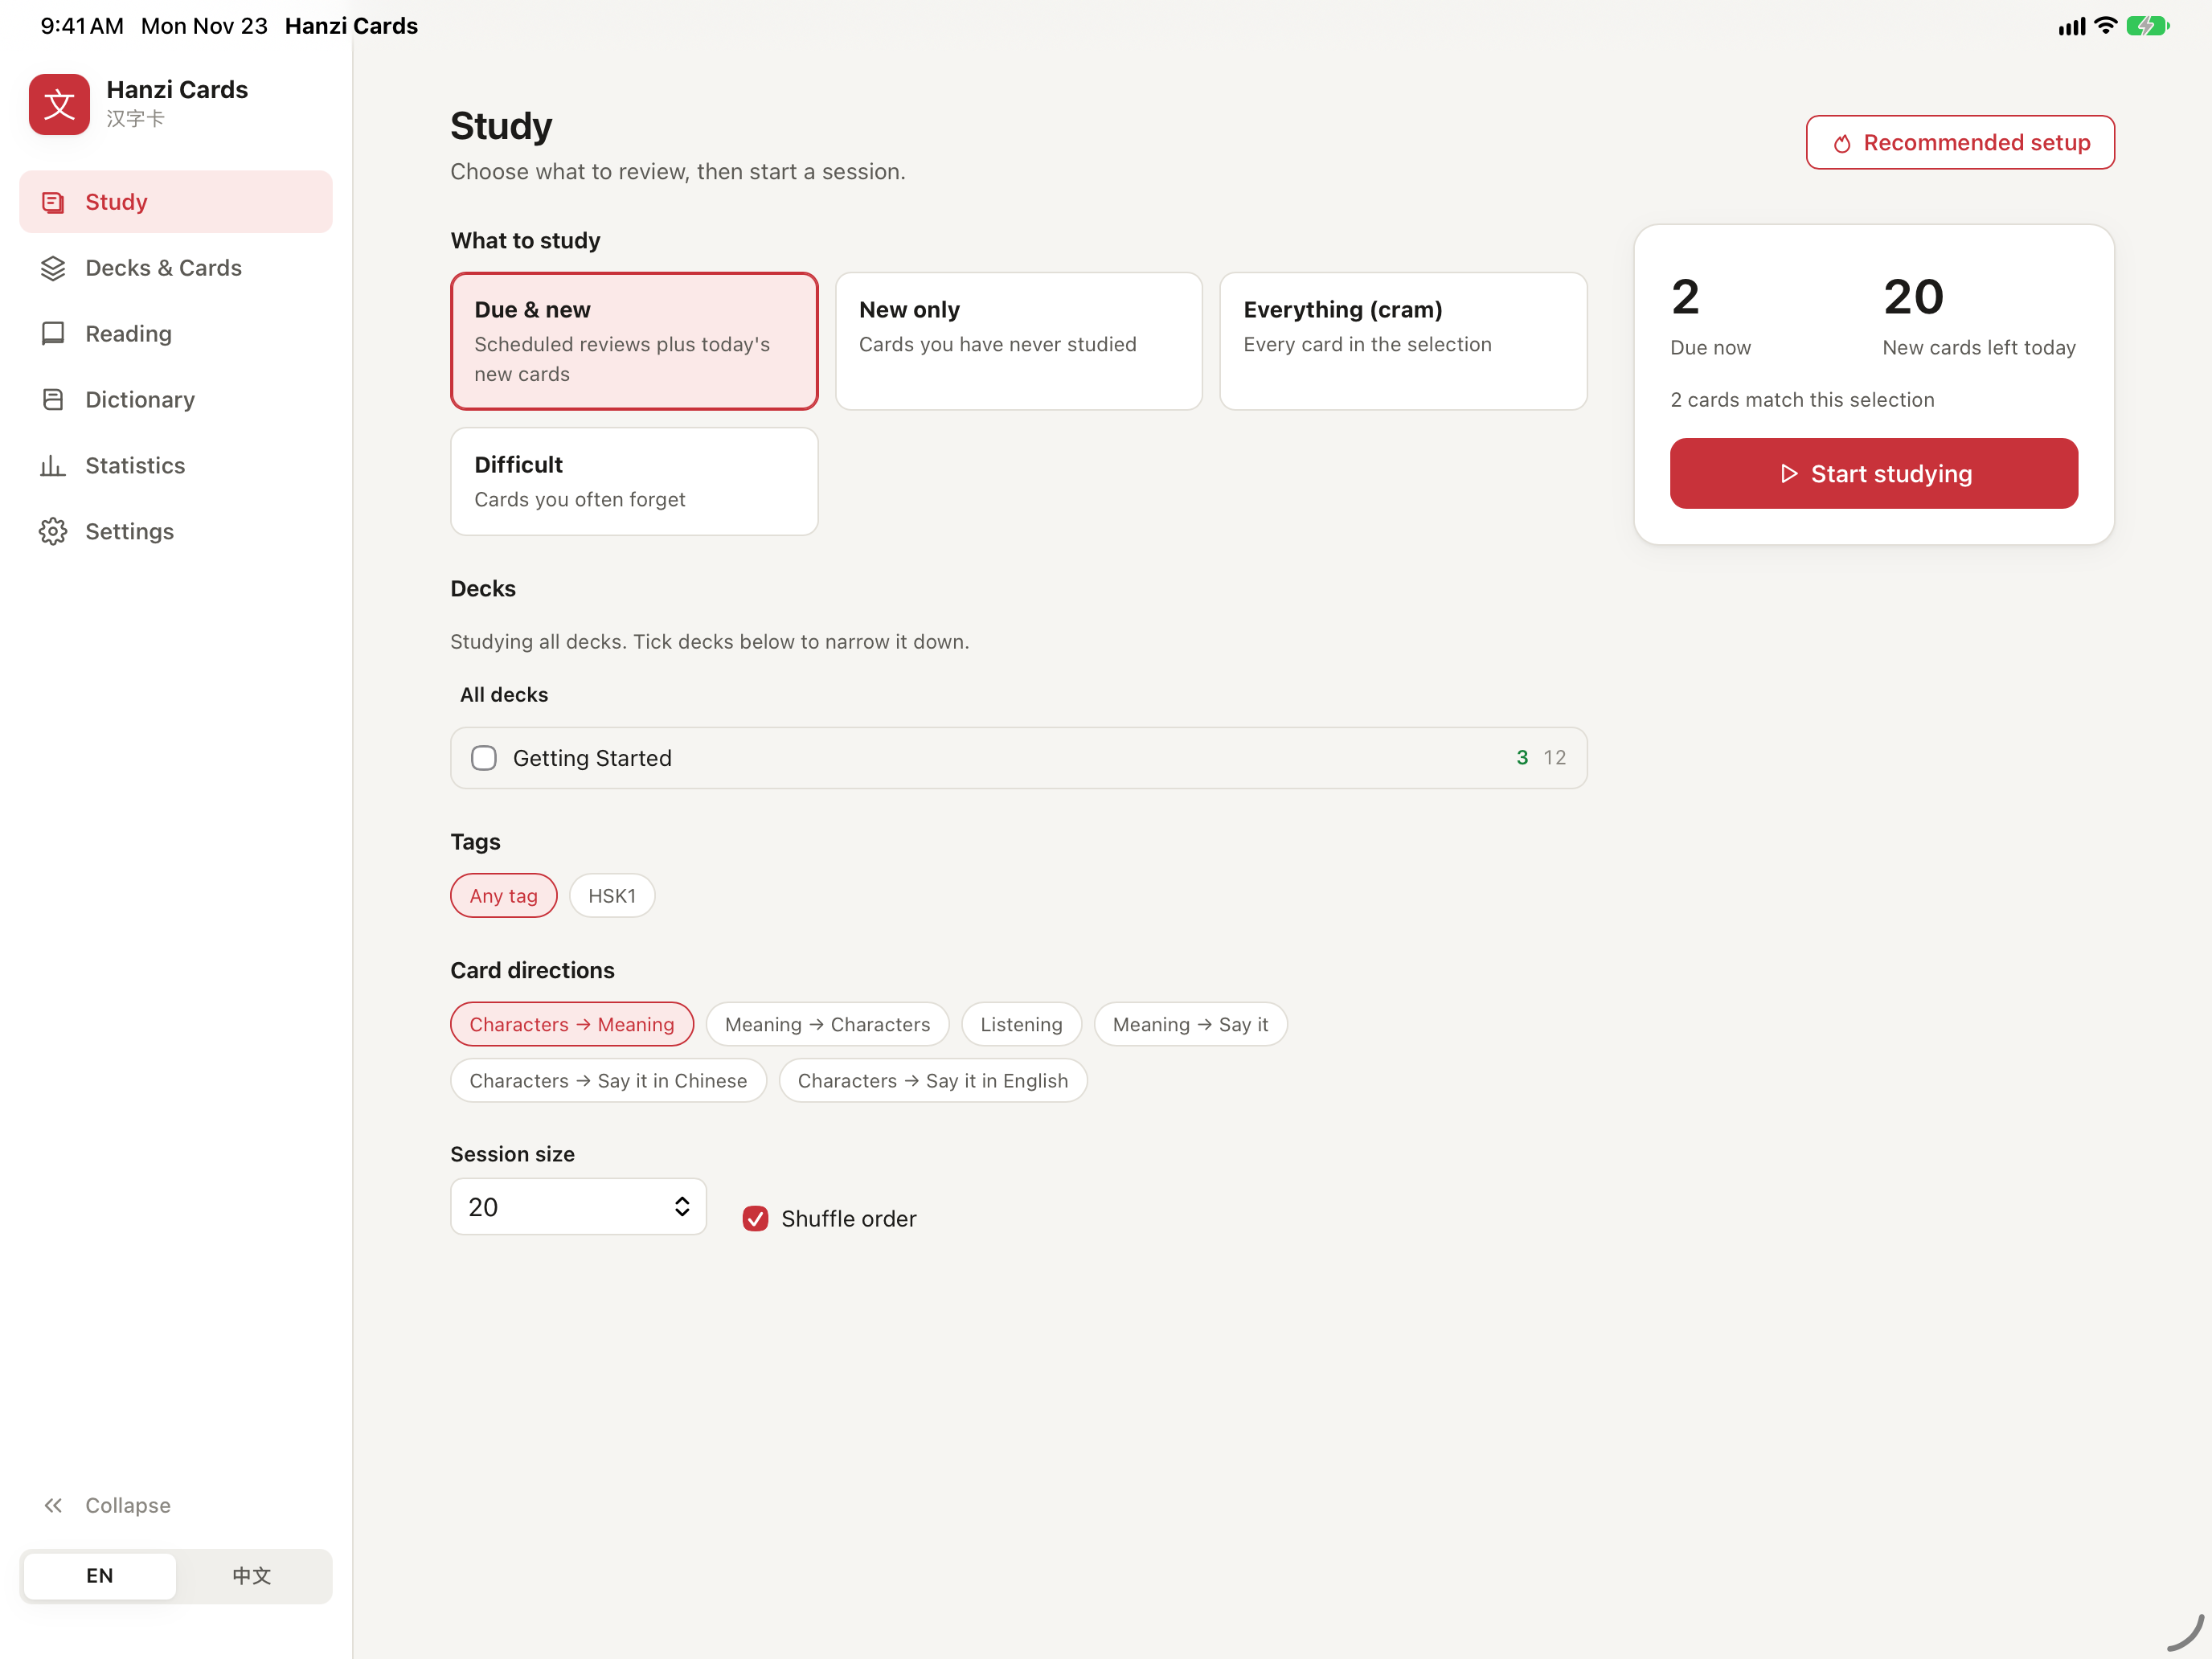 9:41 AM Mon Nov 23 Hanzi Cards
文
Hanzi Cards
汉字卡
Study
Decks & Cards
Reading
Dictionary
Statistics
Settings
Collapse
EN 中文
Study
Choose what to review, then start a session.
Recommended setup
What to study
Due & new
Scheduled reviews plus today's
new cards
New only
Cards you have never studied
Everything (cram)
Every card in the selection
Difficult
Cards you often forget
2
Due now
20
New cards left today
2 cards match this selection
Start studying
Decks
Studying all decks. Tick decks below to narrow it down.
All decks
Getting Started 3 12
Tags
Any tag HSK1
Card directions
Characters → Meaning Meaning → Characters Listening Meaning → Say it
Characters → Say it in Chinese Characters → Say it in English
Session size
20
Shuffle order